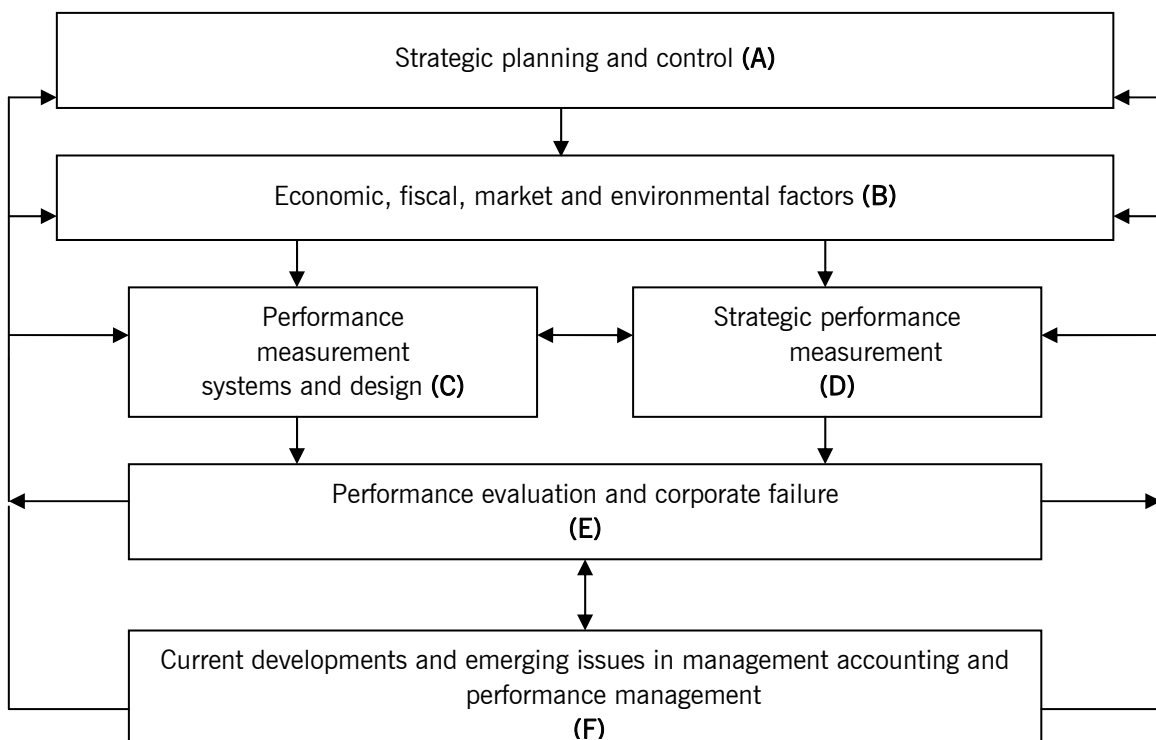 Strategic planning and control (A)
Economic, fiscal, market and environmental factors (B)
Performance
measurement
systems and design (C)
Strategic performance
measurement
(D)
Performance evaluation and corporate failure
(E)
Current developments and emerging issues in management accounting and
performance management
(F)